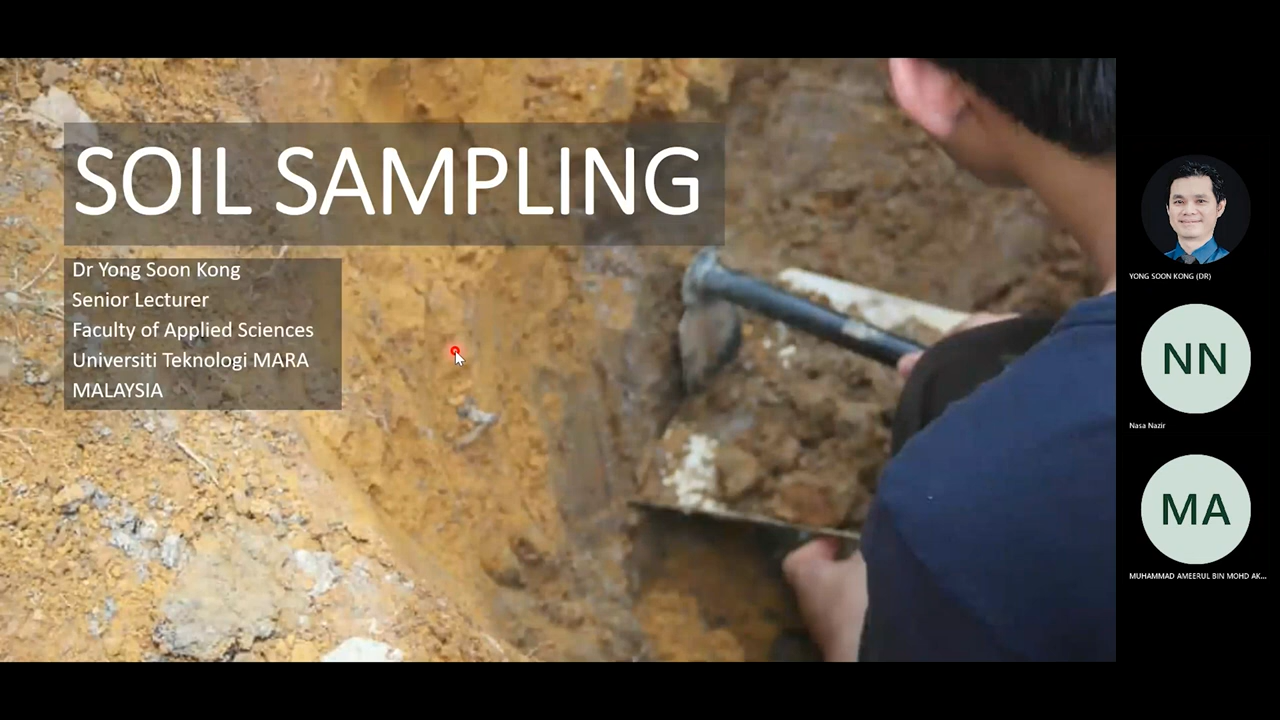 SOIL SAMPLING
Dr Yong Soon Kong
Senior Lecturer
Faculty of Applied Sciences
Universiti Teknologi MARA
MALAYSIA
YONG SOON KONG (DR)
NN
Nasa Nazir
MA
MUHAMMAD AMEERUL BIN MOHD AK...